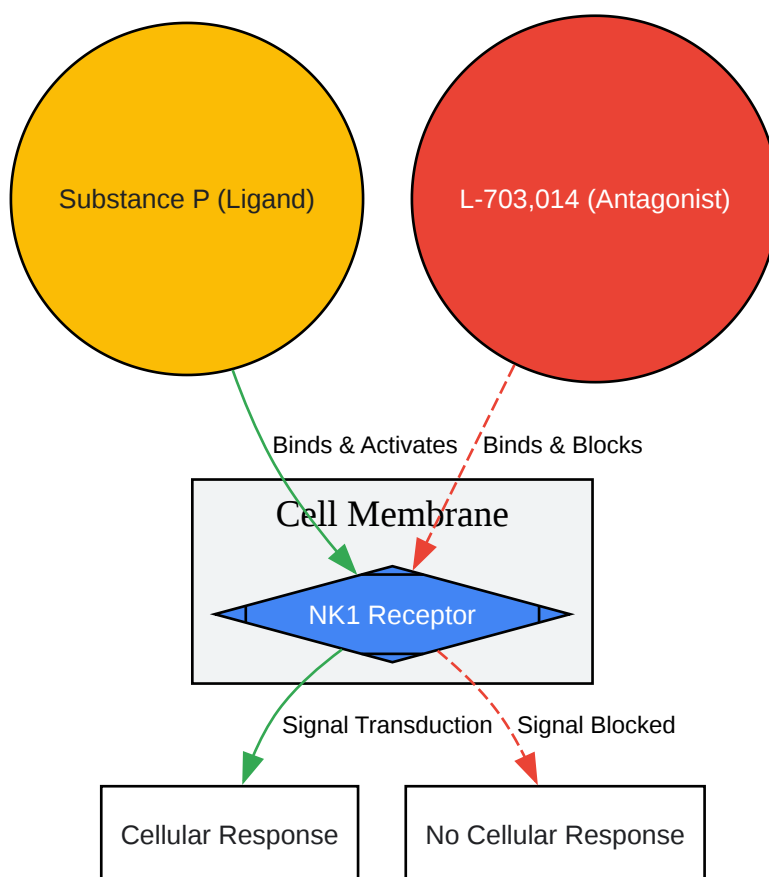 Substance P (Ligand)
L-703,014 (Antagonist)
Binds & Activates
Binds & Blocks
Cell Membrane
NK1 Receptor
Signal Transduction
Signal Blocked
Cellular Response
No Cellular Response